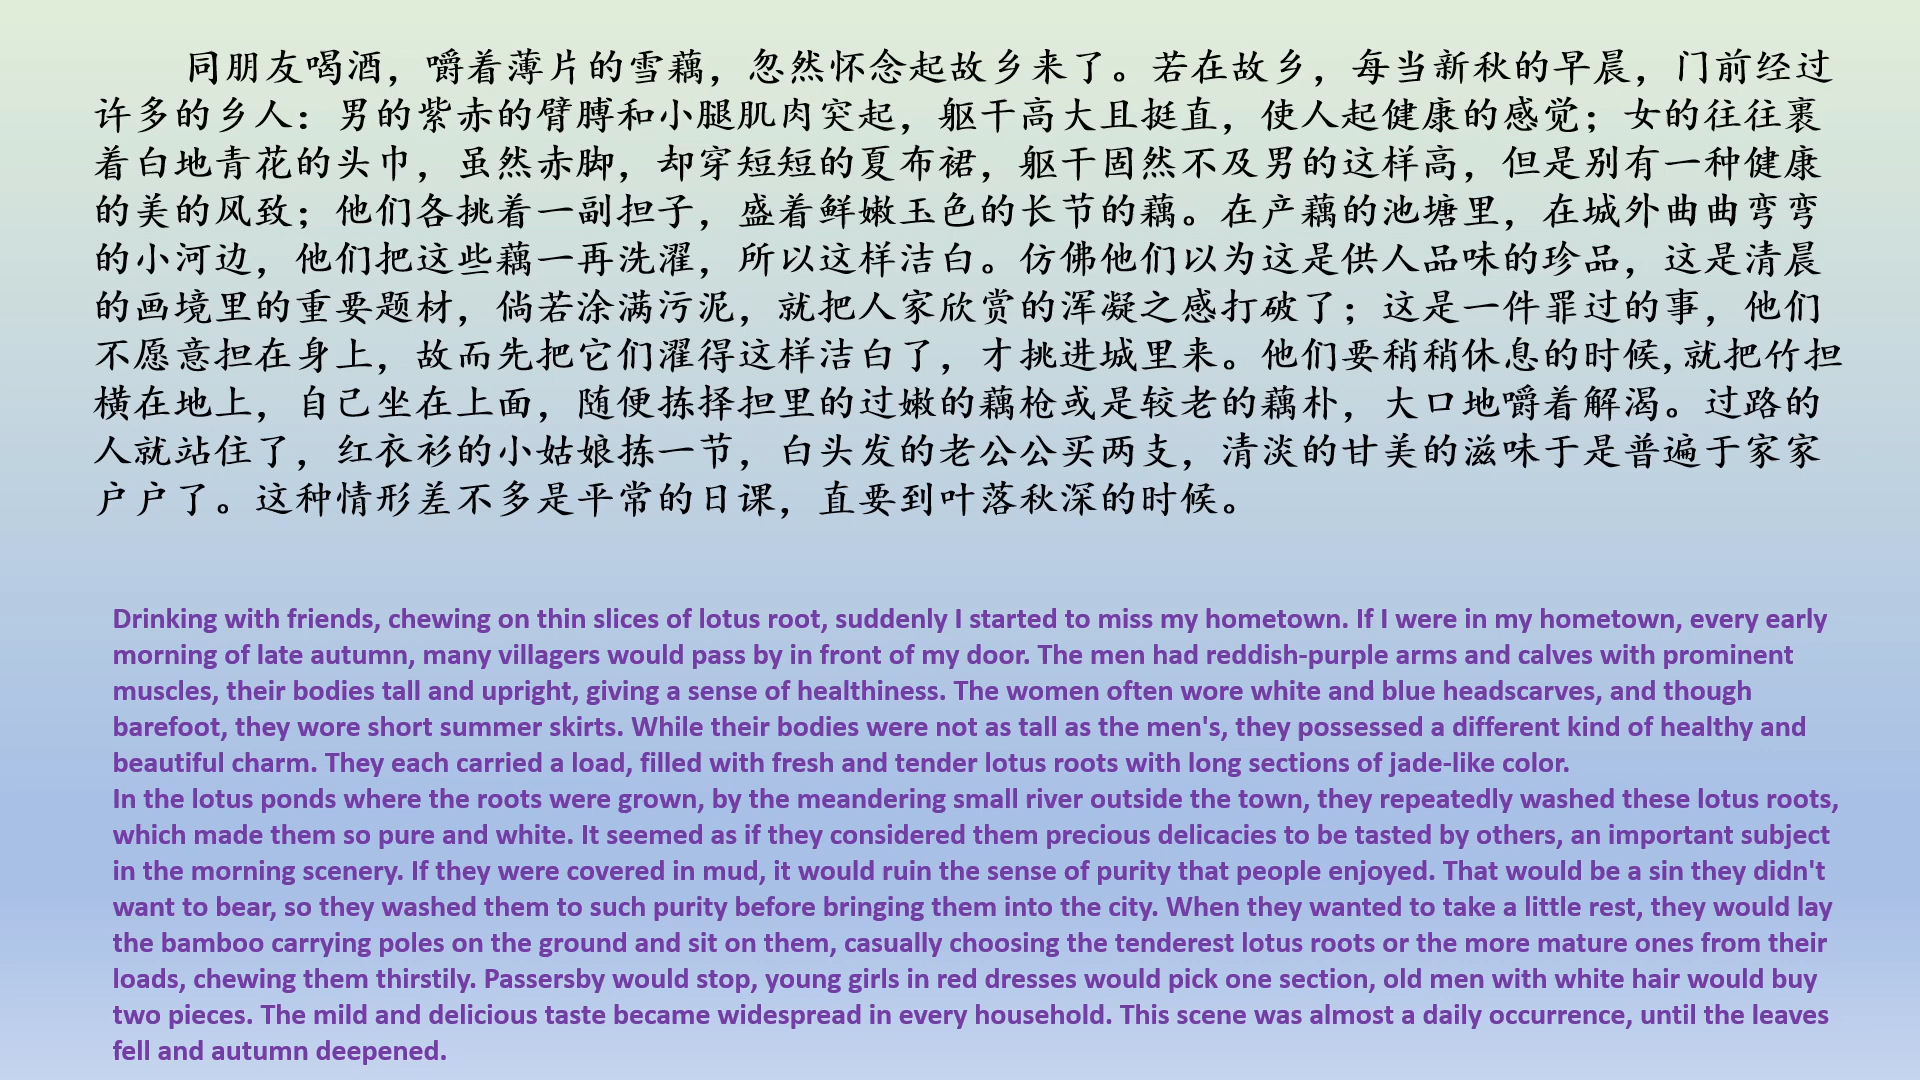 同朋友喝酒，嚼着薄片的雪藕，忽然怀念起故乡来了。若在故乡，每当新秋的早晨，门前经过
许多的乡人：男的紫赤的臂膊和小腿肌肉突起，躯干高大且挺直，使人起健康的感觉；女的往往裹
着白地青花的头巾，虽然赤脚，却穿短短的夏布裙，躯干固然不及男的这样高，但是别有一种健康
的美的风致；他们各挑着一副担子，盛着鲜嫩玉色的长节的藕。在产藕的池塘里，在城外曲曲弯弯
的小河边，他们把这些藕一再洗濯，所以这样洁白。仿佛他们以为这是供人品味的珍品，这是清晨
的画境里的重要题材，倘若涂满污泥，就把人家欣赏的浑凝之感打破了；这是一件罪过的事，他们
不愿意担在身上，故而先把它们濯得这样洁白了，才挑进城里来。他们要稍稍休息的时候,就把竹担
横在地上，自己坐在上面，随便拣择担里的过嫩的藕枪或是较老的藕朴，大口地嚼着解渴。过路的
人就站住了，红衣衫的小姑娘拣一节，白头发的老公公买两支，清淡的甘美的滋味于是普遍于家家
户户了。这种情形差不多是平常的日课，直要到叶落秋深的时候。
Drinking with friends, chewing on thin slices of lotus root, suddenly I started to miss my hometown. If I were in my hometown, every early
morning of late autumn, many villagers would pass by in front of my door. The men had reddish-purple arms and calves with prominent
muscles, their bodies tall and upright, giving a sense of healthiness. The women often wore white and blue headscarves, and though
barefoot, they wore short summer skirts. While their bodies were not as tall as the men's, they possessed a different kind of healthy and
beautiful charm. They each carried a load, filled with fresh and tender lotus roots with long sections of jade-like color.
In the lotus ponds where the roots were grown, by the meandering small river outside the town, they repeatedly washed these lotus roots,
which made them so pure and white. It seemed as if they considered them precious delicacies to be tasted by others, an important subject
in the morning scenery. If they were covered in mud, it would ruin the sense of purity that people enjoyed. That would be a sin they didn't
want to bear, so they washed them to such purity before bringing them into the city. When they wanted to take a little rest, they would lay
the bamboo carrying poles on the ground and sit on them, casually choosing the tenderest lotus roots or the more mature ones from their
loads, chewing them thirstily. Passersby would stop, young girls in red dresses would pick one section, old men with white hair would buy
two pieces. The mild and delicious taste became widespread in every household. This scene was almost a daily occurrence, until the leaves
fell and autumn deepened.